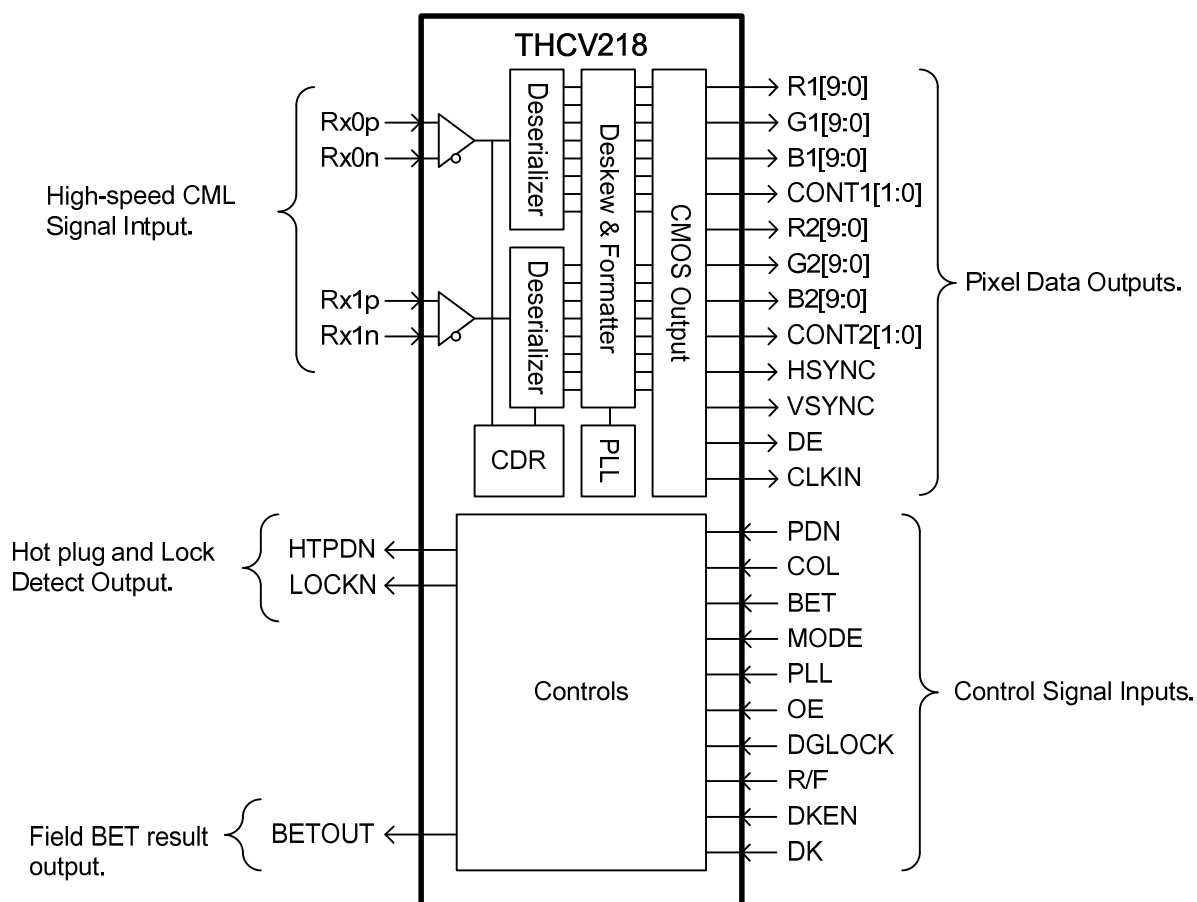 THCV218
High-speed CML
Signal Intput.
Rx0p
Rx0n
Rx1p
Rx1n
Deserializer
Deserializer
Deskew & Formatter
CMOS Output
CDR
PLL
R1[9:0]
G1[9:0]
B1[9:0]
CONT1[1:0]
R2[9:0]
G2[9:0]
B2[9:0]
CONT2[1:0]
HSYNC
VSYNC
DE
CLKIN
Pixel Data Outputs.
Hot plug and Lock
Detect Output.
HTPDN
LOCKN
Controls
PDN
COL
BET
MODE
PLL
OE
DGLOCK
R/F
DKEN
DK
Control Signal Inputs.
Field BET result
output.
BETOUT